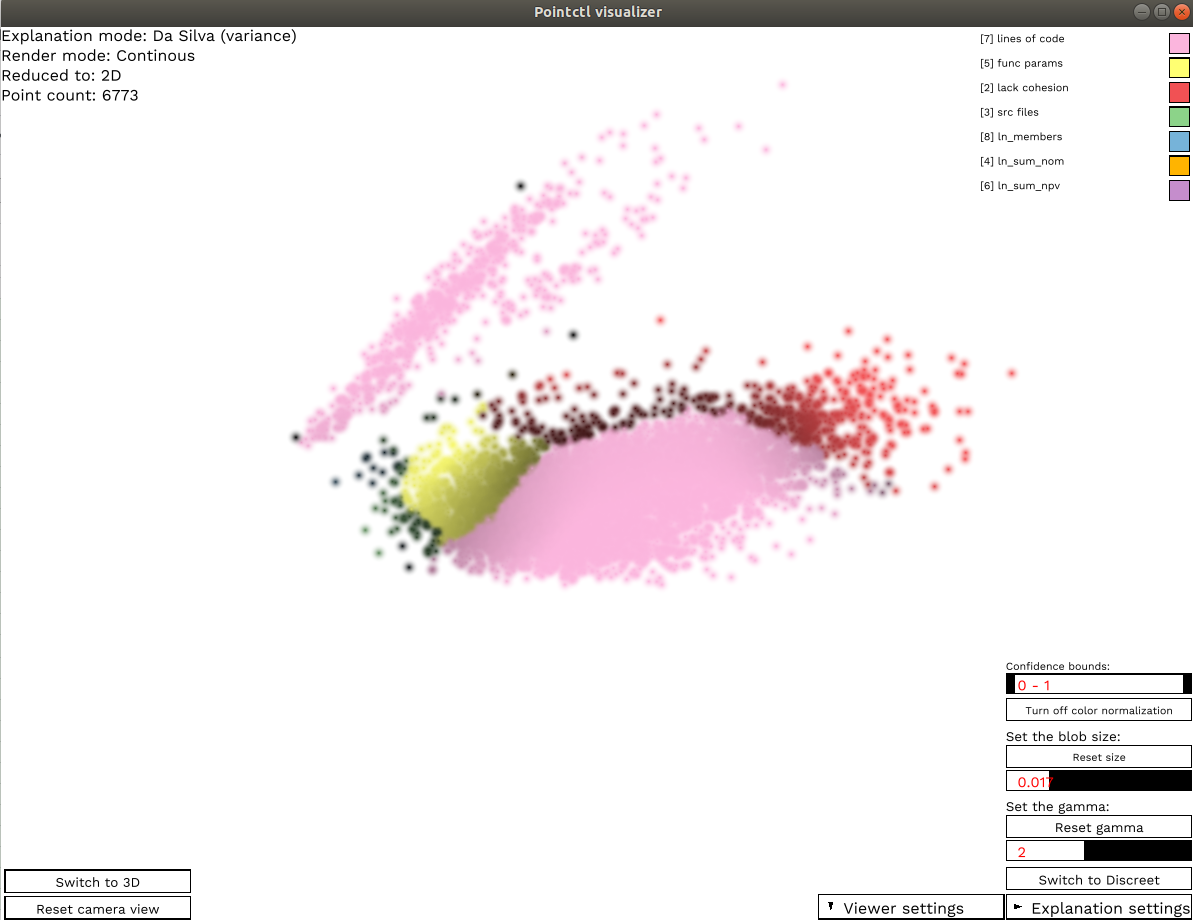 Pointctl visualizer
Explanation mode: Da Silva (variance)
Render mode: Continous
Reduced to: 2D
Point count: 6773
[7] lines of code
[5] func params
[2] lack cohesion
[3] src files
[8] ln_members
[4] ln_sum_nom
[6] ln_sum_npv
Confidence bounds:
0 - 1
Turn off color normalization
Set the blob size:
Reset size
0.017
Set the gamma:
Reset gamma
2
Switch to Discreet
Switch to 3D
Reset camera view
Viewer settings
Explanation settings